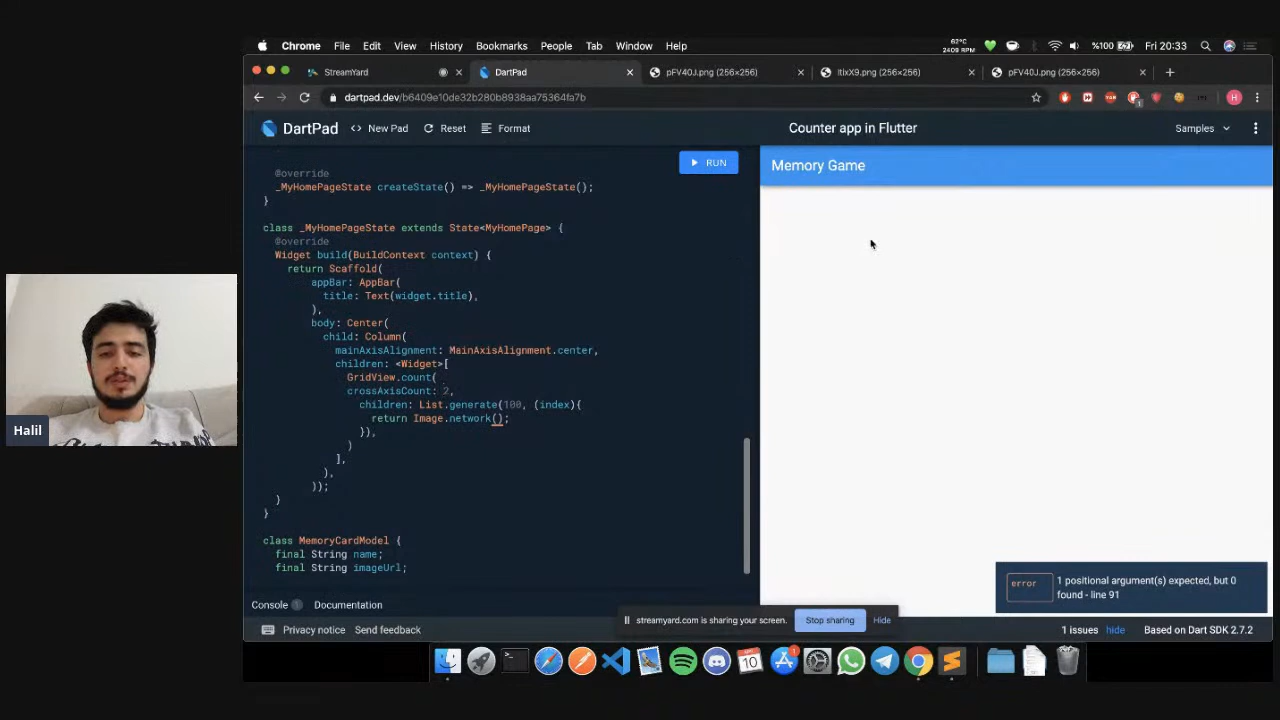 Chrome File Edit View History Bookmarks People Tab Window Help
62°C
2409 RPM
%100
Fri 20:33
StreamYard
DartPad
pFV40J.png (256×256)
pFV40J.png (256×256)
dartpad.dev/b6409e10de32b280b8938aa75364fa7b
H
DartPad
<> New Pad
Reset
Format
Counter app in Flutter
Samples
RUN
Memory Game
@override
_MyHomePageState createState() => _MyHomePageState();
}
class _MyHomePageState extends State<MyHomePage> {
@override
Widget build(BuildContext context) {
return Scaffold(
appBar: AppBar(
title: Text(widget.title),
),
body: Center(
child: Column(
mainAxisAlignment: MainAxisAlignment.center,
children: <Widget>[
GridView.count(
crossAxisCount: 2,
children: List.generate(100, (index){
return Image.network();
}),
)
],
),
));
}
}
class MemoryCardModel {
final String name;
final String imageUrl;
Halil
error
1 positional argument(s) expected, but 0
found - line 91
Console 1
Documentation
streamyard.com is sharing your screen.
Stop sharing
Hide
Privacy notice
Send feedback
1 issues
hide
Based on Dart SDK 2.7.2
10